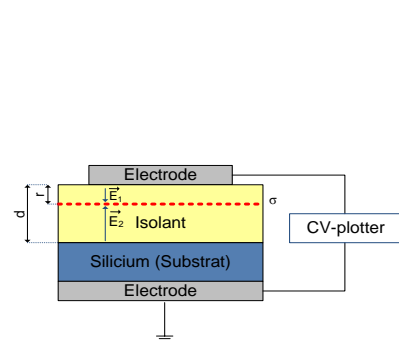 Electrode
r
E₁
σ
d
E₂
Isolant
CV-plotter
Silicium (Substrat)
Electrode